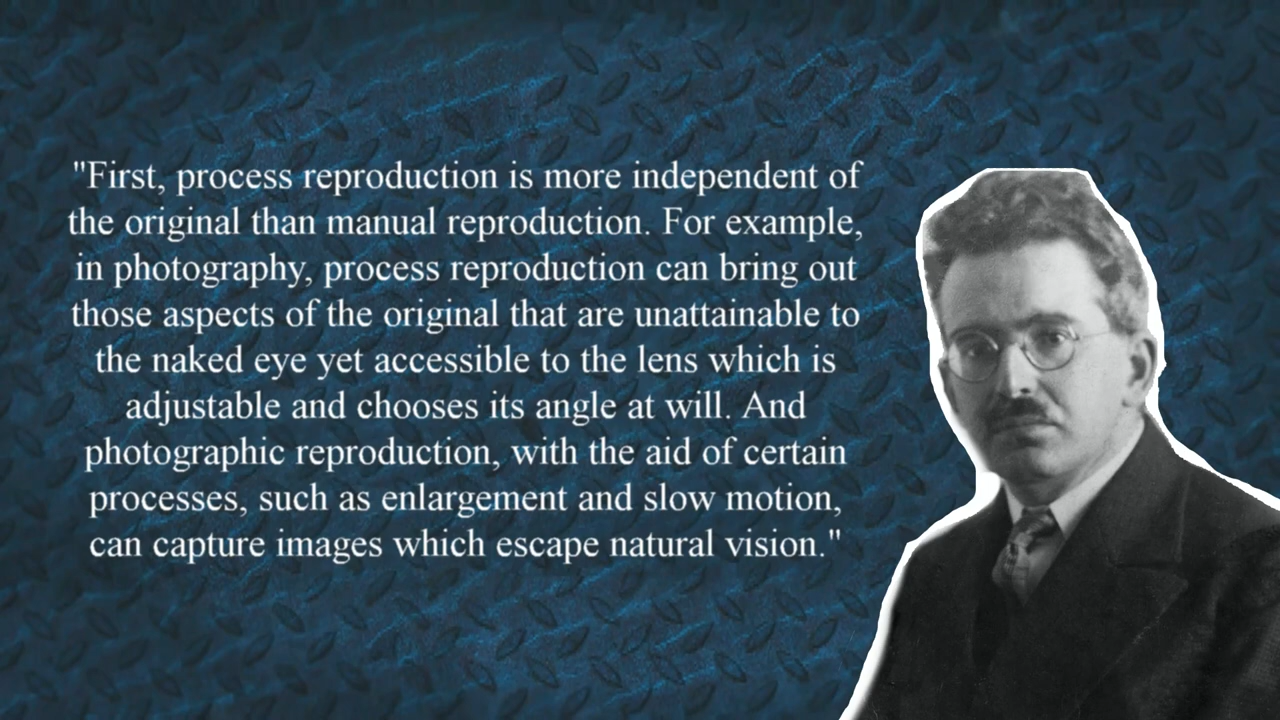 "First, process reproduction is more independent of
the original than manual reproduction. For example,
in photography, process reproduction can bring out
those aspects of the original that are unattainable to
the naked eye yet accessible to the lens which is
adjustable and chooses its angle at will. And
photographic reproduction, with the aid of certain
processes, such as enlargement and slow motion,
can capture images which escape natural vision."